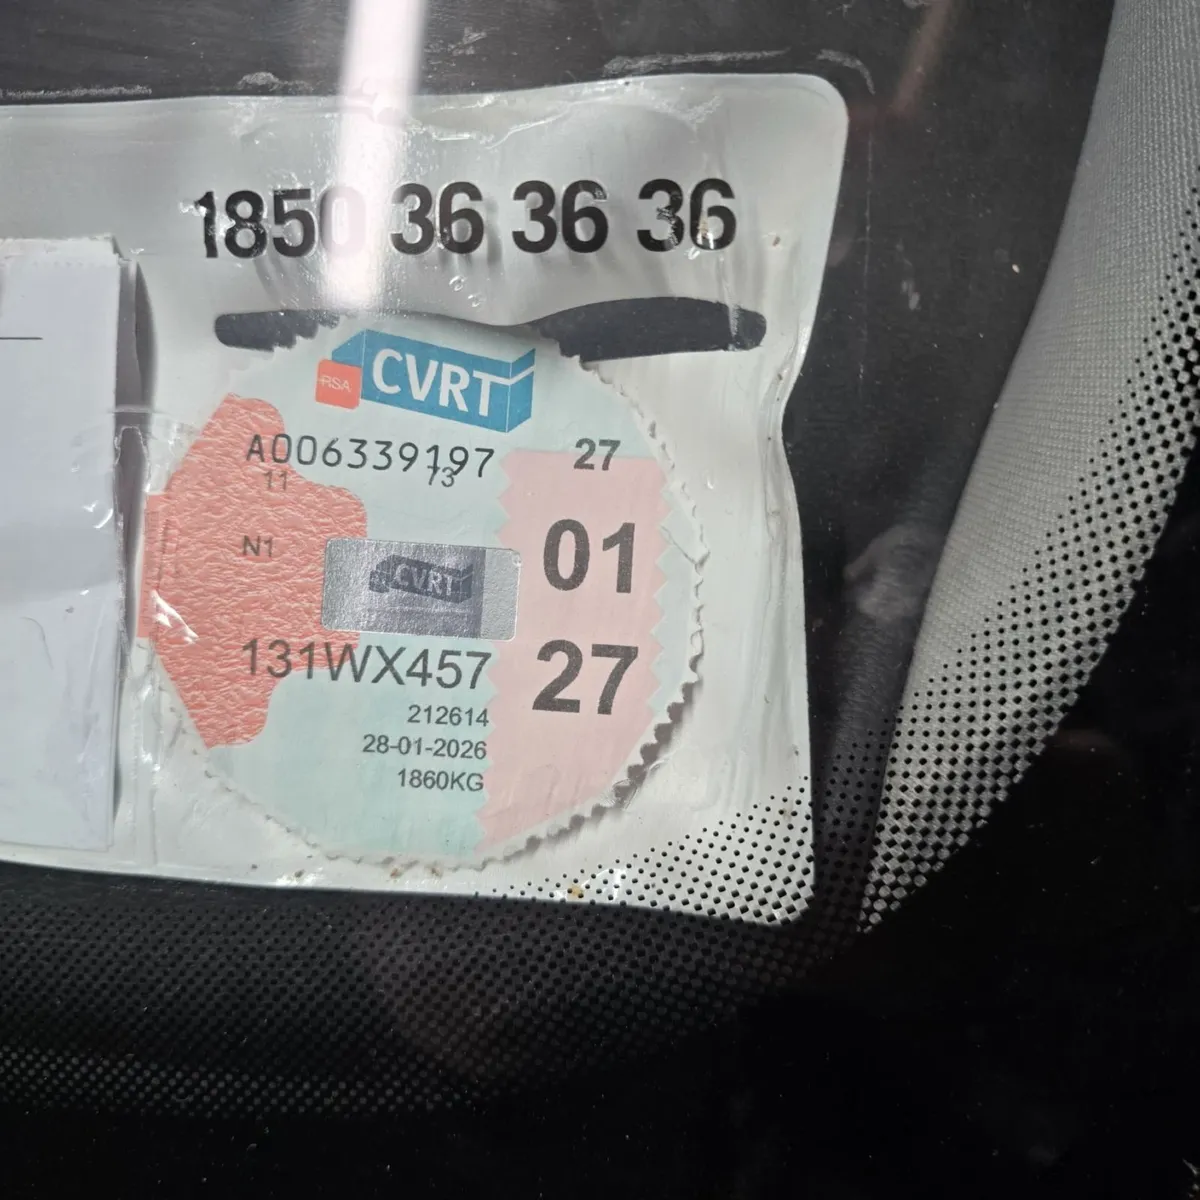 1850 36 36 36
RSA CVRT
A006339197 27
11 13
N1 CVRT 01
131WX457 27
212614
28-01-2026
1860KG